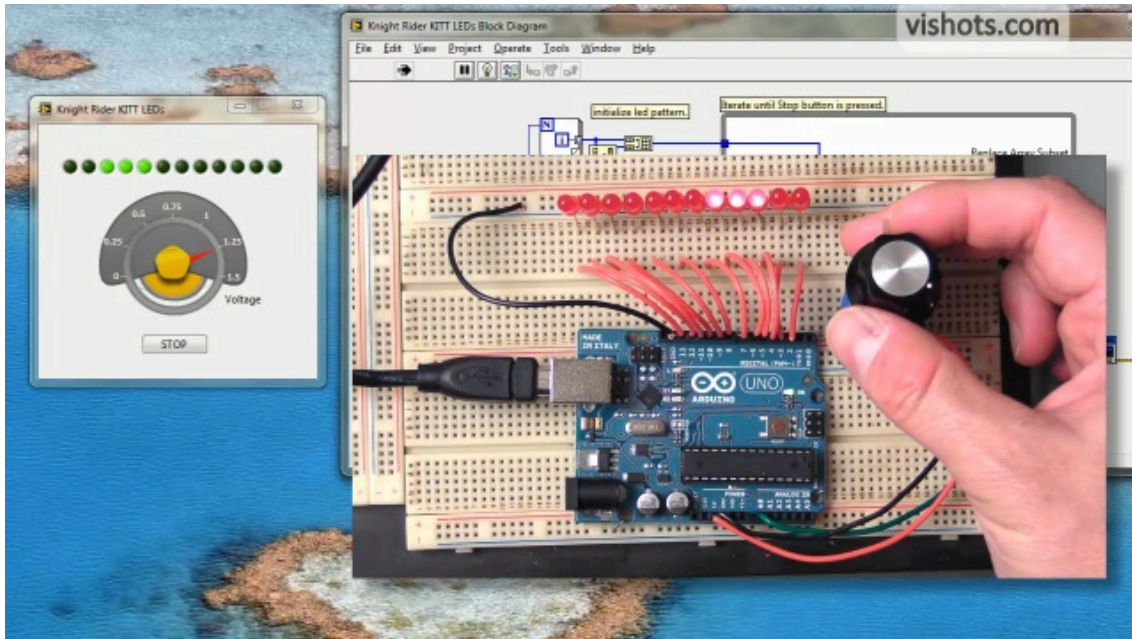 vishots.com
Knight Rider KITT LEDs Block Diagram
File Edit View Project Operate Tools Window Help
initialize led pattern.
Iterate until Stop button is pressed.
N
i
Replace Array Subset
Knight Rider KITT LEDs
0
0.25
0.5
0.75
1
1.25
1.5
Voltage
STOP
MADE
IN ITALY
DIGITAL (PWM~)
UNO
ARDUINO
POWER
ANALOG IN